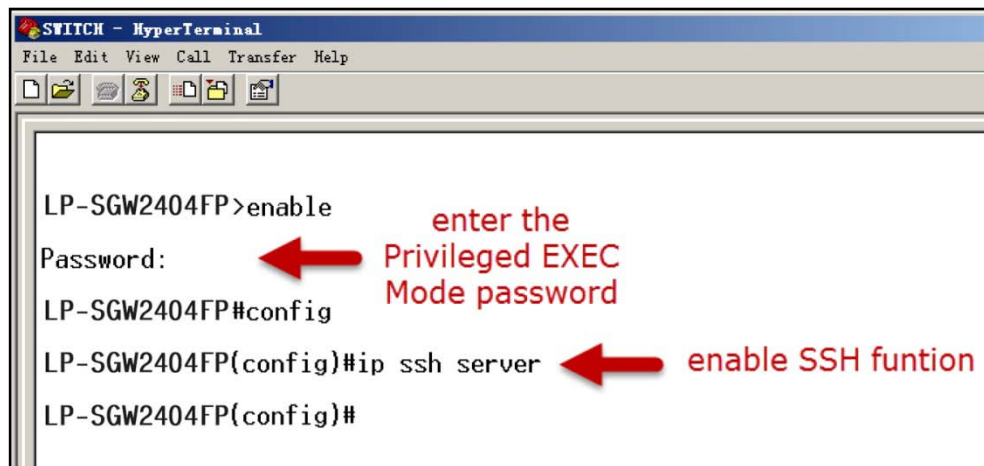 SWITCH - HyperTerminal
File Edit View Call Transfer Help
LP-SGW2404FP>enable
Password:
enter the
Privileged EXEC
Mode password
LP-SGW2404FP#config
LP-SGW2404FP(config)#ip ssh server
enable SSH funtion
LP-SGW2404FP(config)#